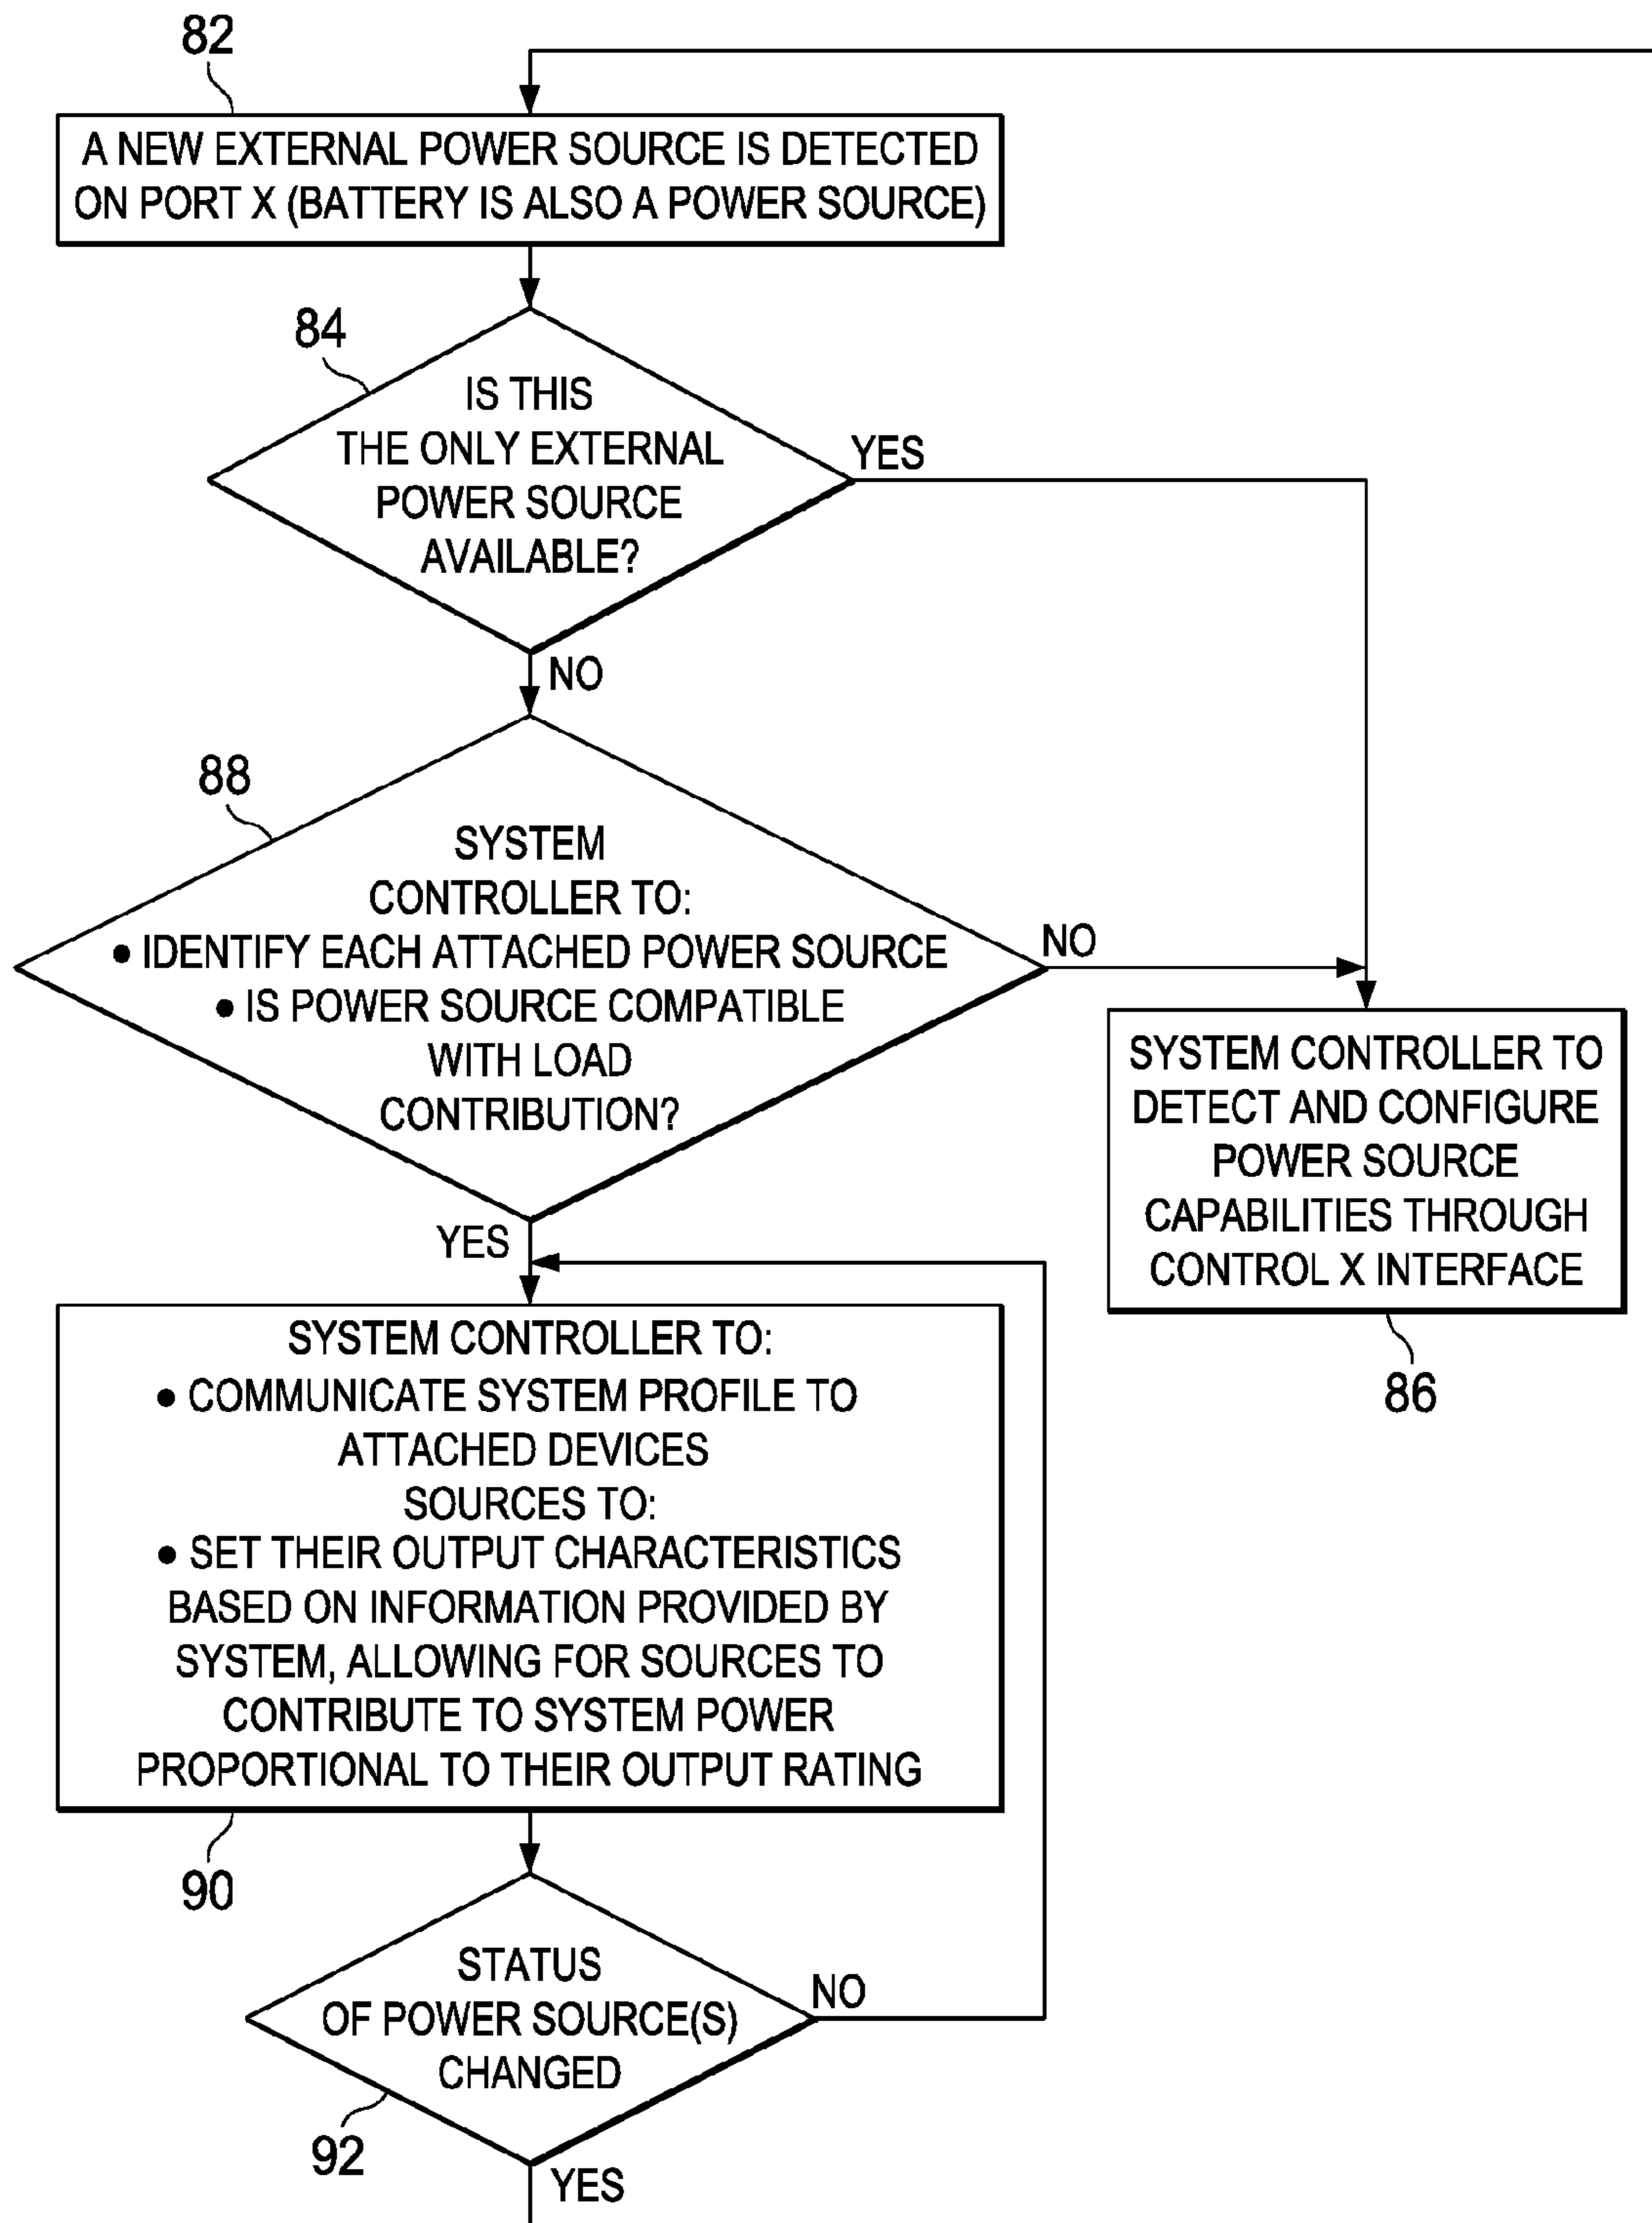 82
A NEW EXTERNAL POWER SOURCE IS DETECTED
ON PORT X (BATTERY IS ALSO A POWER SOURCE)
84
IS THIS
THE ONLY EXTERNAL
POWER SOURCE
AVAILABLE?
YES
NO
88
SYSTEM
CONTROLLER TO:
• IDENTIFY EACH ATTACHED POWER SOURCE
• IS POWER SOURCE COMPATIBLE
WITH LOAD
CONTRIBUTION?
NO
YES
SYSTEM CONTROLLER TO
DETECT AND CONFIGURE
POWER SOURCE
CAPABILITIES THROUGH
CONTROL X INTERFACE
86
SYSTEM CONTROLLER TO:
• COMMUNICATE SYSTEM PROFILE TO
ATTACHED DEVICES
SOURCES TO:
• SET THEIR OUTPUT CHARACTERISTICS
BASED ON INFORMATION PROVIDED BY
SYSTEM, ALLOWING FOR SOURCES TO
CONTRIBUTE TO SYSTEM POWER
PROPORTIONAL TO THEIR OUTPUT RATING
90
STATUS
OF POWER SOURCE(S)
CHANGED
NO
92
YES